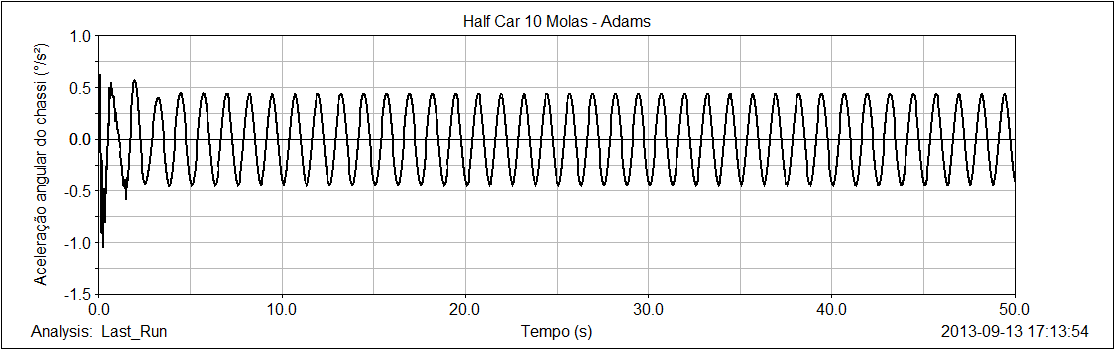 Half Car 10 Molas - Adams
Aceleração angular do chassi (°/s²)
1.0
0.5
0.0
-0.5
-1.0
-1.5
0.0 10.0 20.0 30.0 40.0 50.0
Analysis: Last_Run Tempo (s) 2013-09-13 17:13:54